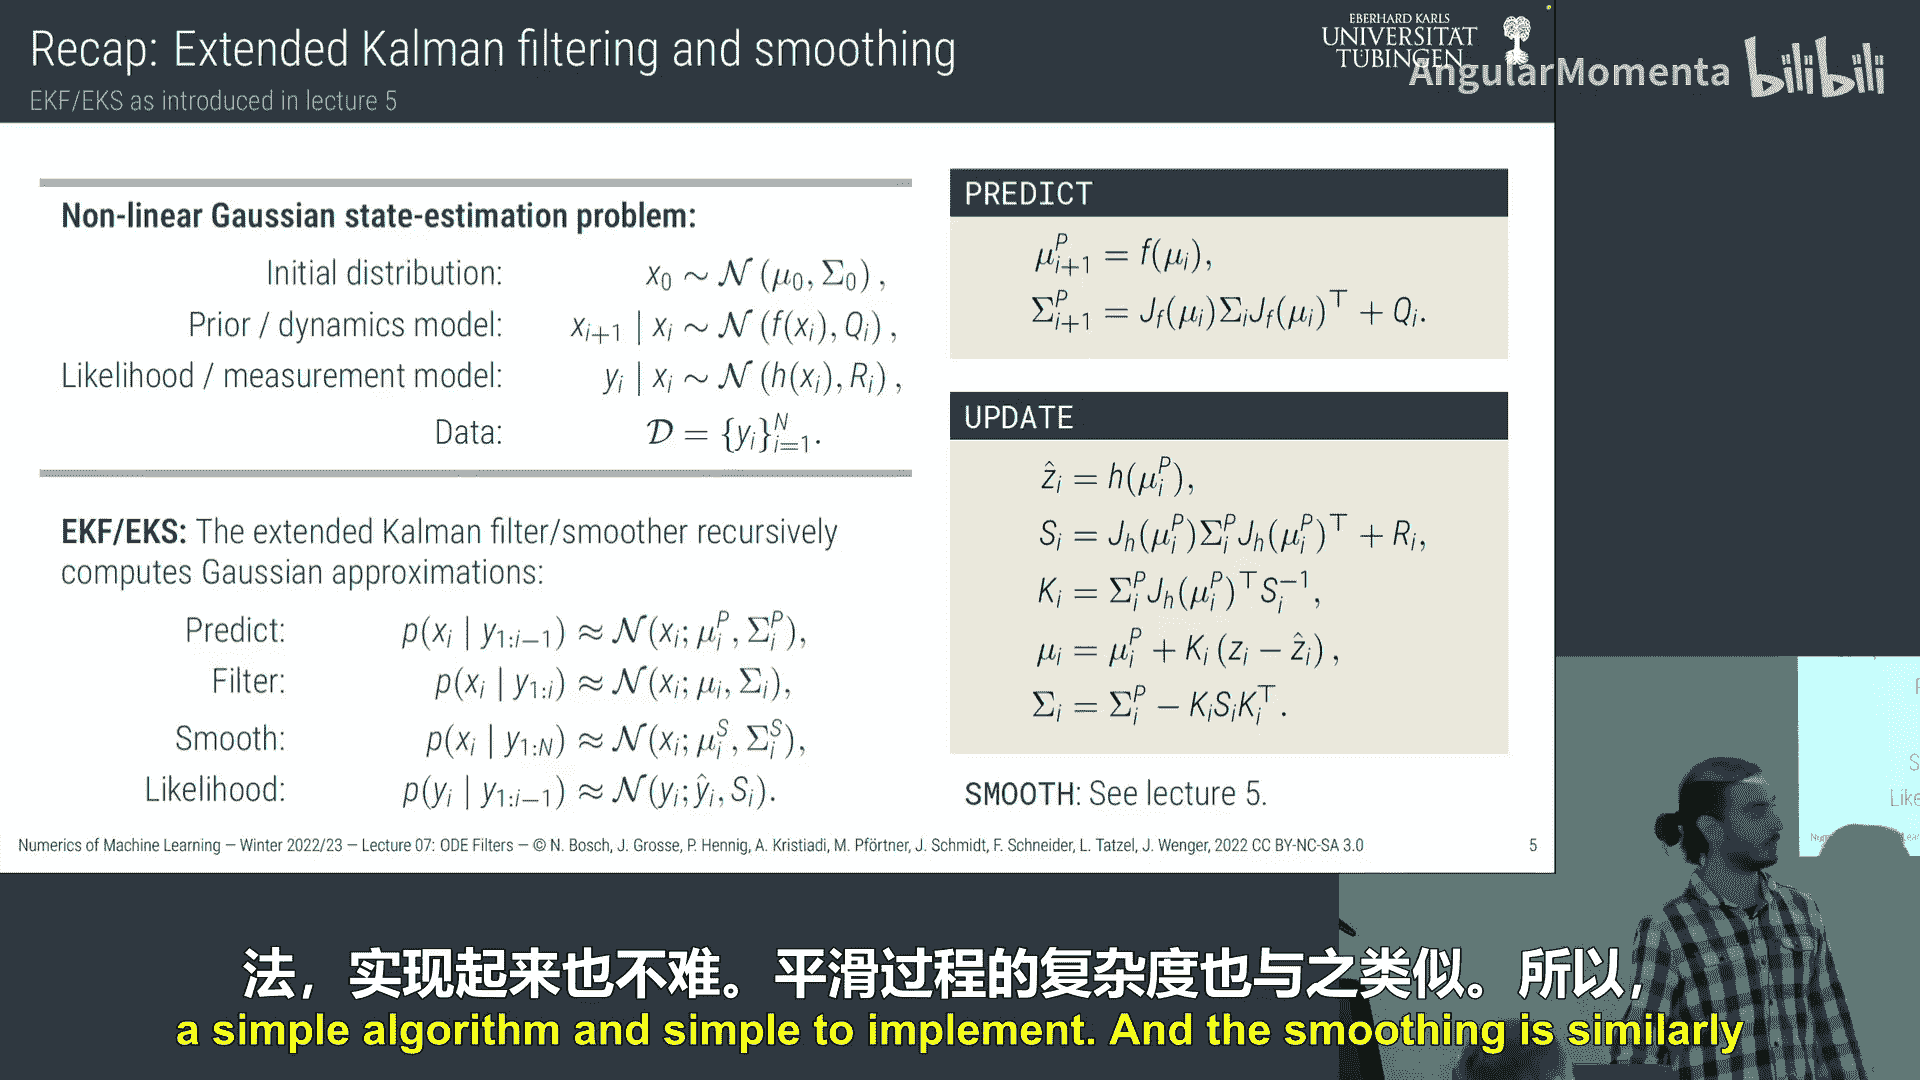 Recap: Extended Kalman filtering and smoothing
EKF/EKS as introduced in lecture 5
EBERHARD KARLS
UNIVERSITÄT
TÜBINGEN
AngularMomenta bilibili
Non-linear Gaussian state-estimation problem:
Initial distribution: x₀ ∼ 𝒩 (μ₀, Σ₀) ,
Prior / dynamics model: xᵢ₊₁ | xᵢ ∼ 𝒩 (f(xᵢ), Qᵢ) ,
Likelihood / measurement model: yᵢ | xᵢ ∼ 𝒩 (h(xᵢ), Rᵢ) ,
Data: 𝒟 = {yᵢ}ᴺᵢ₌₁.
EKF/EKS: The extended Kalman filter/smoother recursively
computes Gaussian approximations:
Predict: p(xᵢ | y₁:ᵢ₋₁) ≈ 𝒩(xᵢ; μᵢᴾ, Σᵢᴾ),
Filter: p(xᵢ | y₁:ᵢ) ≈ 𝒩(xᵢ; μᵢ, Σᵢ),
Smooth: p(xᵢ | y₁:N) ≈ 𝒩(xᵢ; μᵢˢ, Σᵢˢ),
Likelihood: p(yᵢ | y₁:ᵢ₋₁) ≈ 𝒩(yᵢ; ŷᵢ, Sᵢ).
PREDICT
μᴾᵢ₊₁ = f(μᵢ),
Σᴾᵢ₊₁ = J_f(μᵢ)ΣᵢJ_f(μᵢ)⊤ + Qᵢ.
UPDATE
ẑᵢ = h(μᵢᴾ),
Sᵢ = J_h(μᵢᴾ)ΣᵢᴾJ_h(μᵢᴾ)⊤ + Rᵢ,
Kᵢ = ΣᵢᴾJ_h(μᵢᴾ)⊤Sᵢ⁻¹,
μᵢ = μᵢᴾ + Kᵢ (zᵢ − ẑᵢ) ,
Σᵢ = Σᵢᴾ − KᵢSᵢKᵢ⊤.
SMOOTH: See lecture 5.
Numerics of Machine Learning — Winter 2022/23 — Lecture 07: ODE Filters — © N. Bosch, J. Grosse, P. Hennig, A. Kristiadi, M. Pförtner, J. Schmidt, F. Schneider, L. Tatzel, J. Wenger, 2022 CC BY-NC-SA 3.0
5
法，实现起来也不难。平滑过程的复杂度也与之类似。所以，
a simple algorithm and simple to implement. And the smoothing is similarly